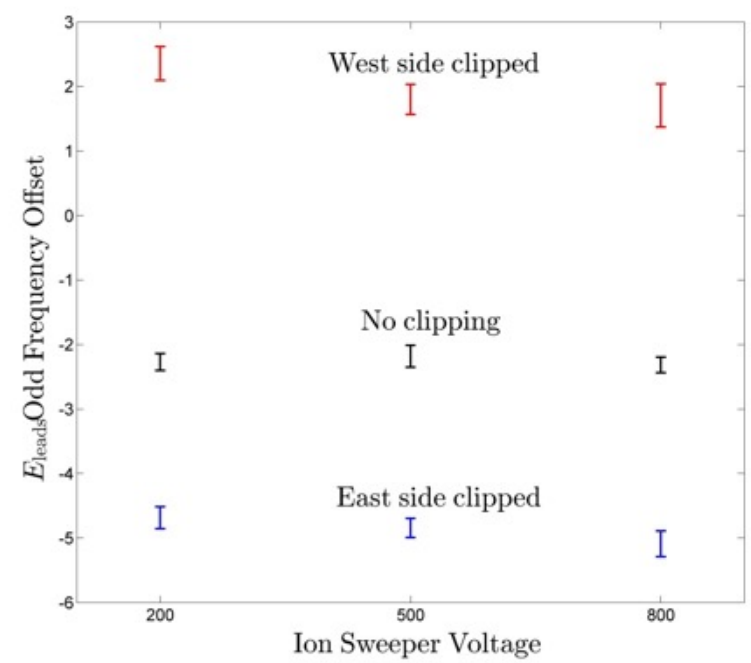 3
2
1
0
-1
-2
-3
-4
-5
-6
E_leads Odd Frequency Offset
West side clipped
No clipping
East side clipped
200 500 800
Ion Sweeper Voltage